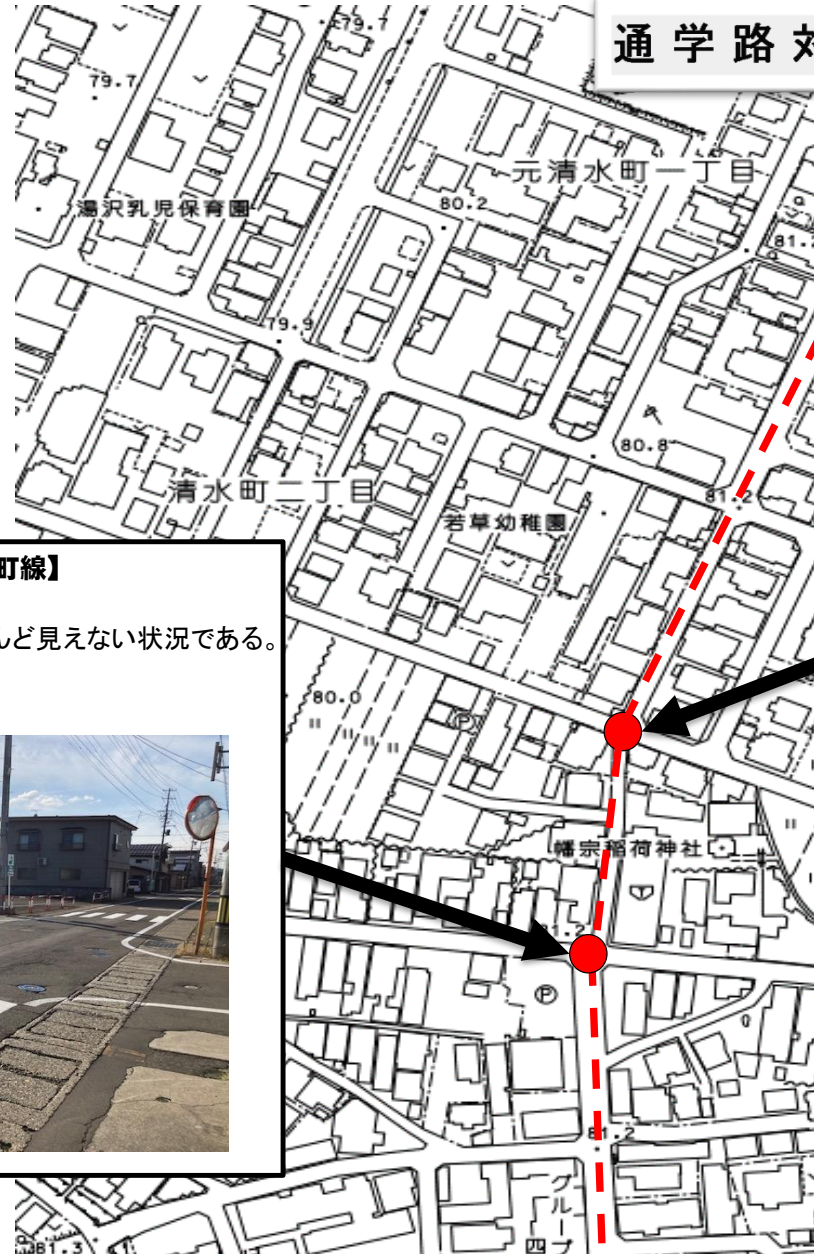 通学路
79.7
79.7
元清水町一丁目
湯沢乳児保育園
80.2
79.9
80.8
81.2
清水町二丁目
若草幼稚園
町線】
んど見えない状況である。
80.0
P
幡宗稲荷神社
81.2
P
81.2
グループ
四
81.3